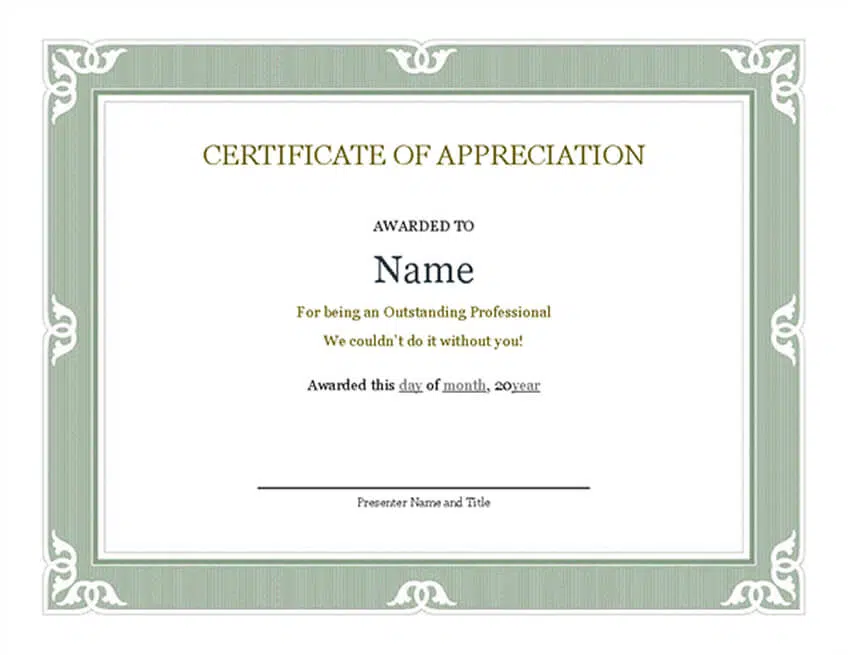 CERTIFICATE OF APPRECIATION
AWARDED TO
Name
For being an Outstanding Professional
We couldn't do it without you!
Awarded this day of month, 20year
Presenter Name and Title